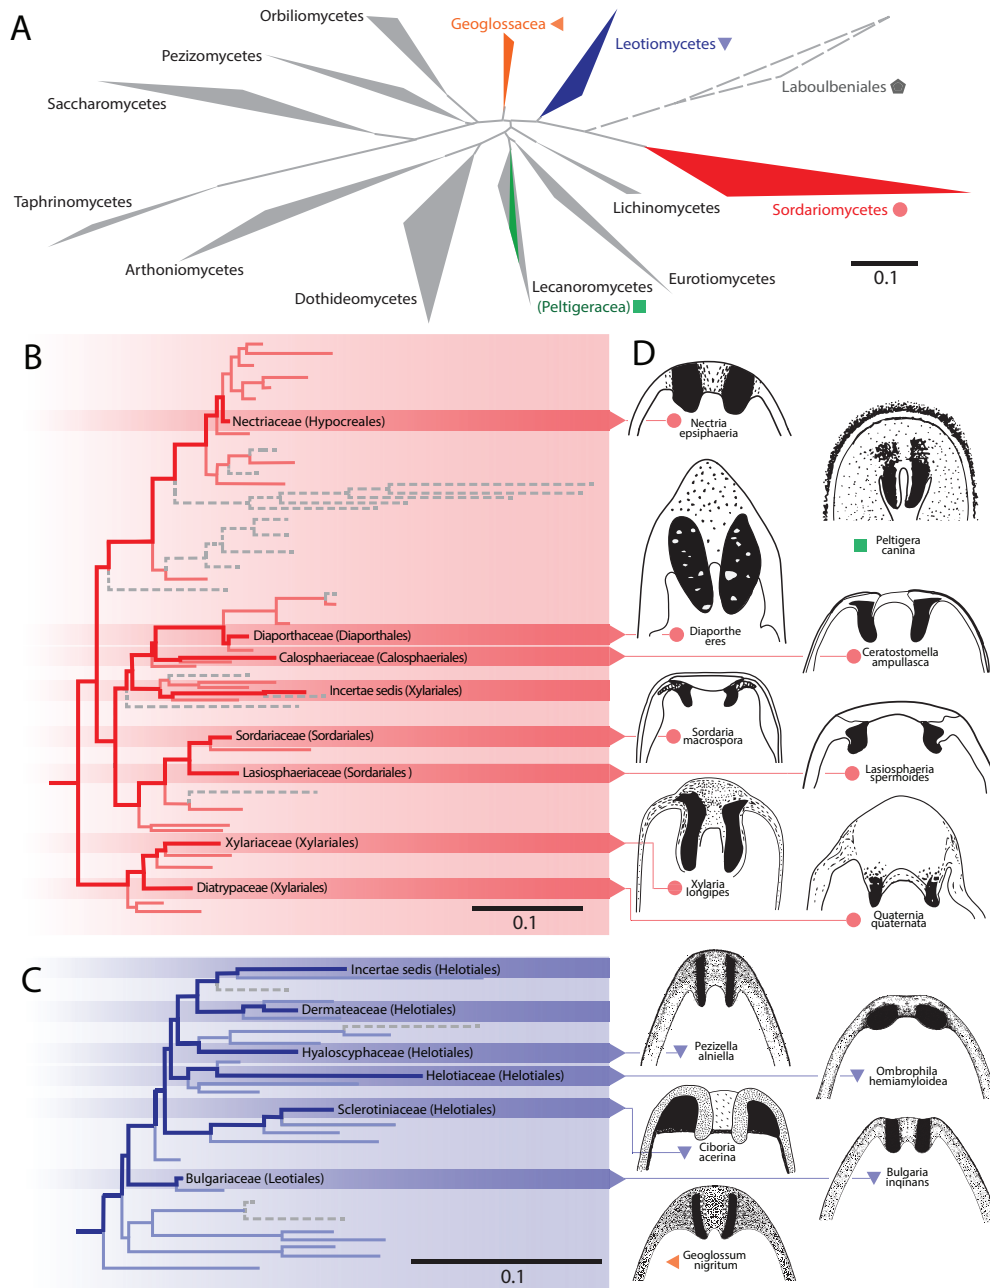 A
Orbiliomycetes
Geoglossacea
Leotiomycetes
Pezizomycetes
Saccharomycetes
Laboulbeniales
Taphrinomycetes
Lichinomycetes
Sordariomycetes
Arthoniomycetes
Eurotiomycetes
0.1
Dothideomycetes
Lecanoromycetes
(Peltigeracea)
B
Nectriaceae (Hypocreales)
Diaporthaceae (Diaporthales)
Calosphaeriaceae (Calosphaeriales)
Incertae sedis (Xylariales)
Sordariaceae (Sordariales)
Lasiosphaeriaceae (Sordariales )
Xylariaceae (Xylariales)
Diatrypaceae (Xylariales)
0.1
C
Incertae sedis (Helotiales)
Dermateaceae (Helotiales)
Hyaloscyphaceae (Helotiales)
Helotiaceae (Helotiales)
Sclerotiniaceae (Helotiales)
Bulgariaceae (Leotiales)
0.1
D
Nectria
epsiphaeria
Peltigera
canina
Diaporthe
eres
Ceratostomella
ampullasca
Sordaria
macrospora
Lasiosphaeria
spermoides
Xylaria
longipes
Quaternia
quaternata
Pezizella
alniella
Ombrophila
hemiamyloidea
Ciboria
acerina
Bulgaria
inqinans
Geoglossum
nigritum